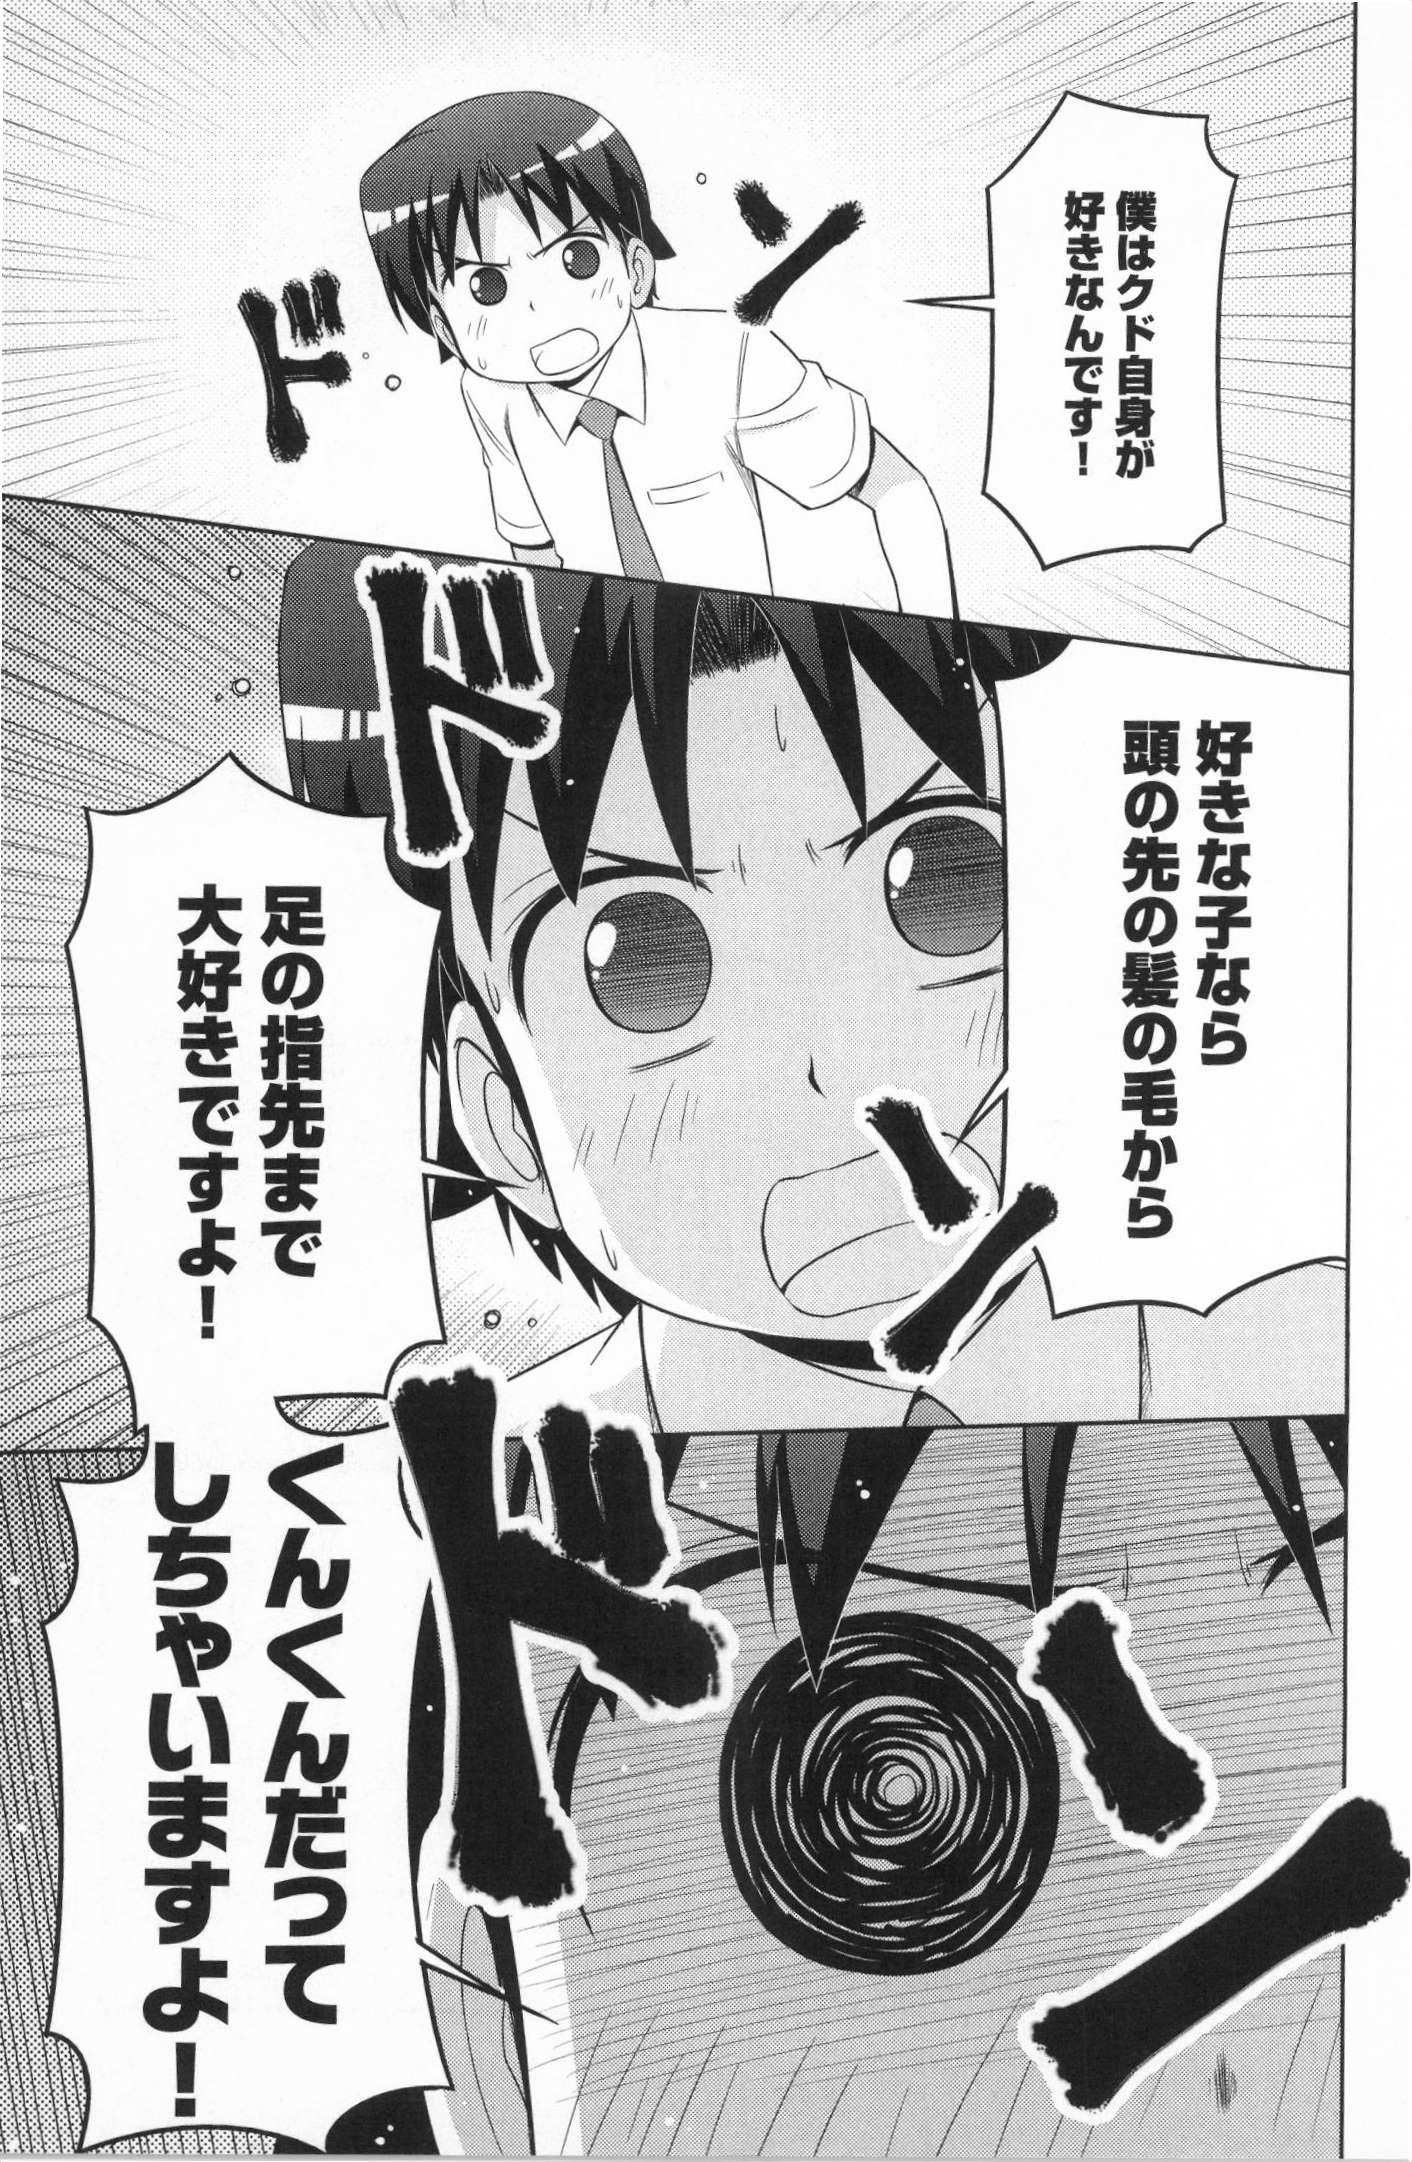 僕はクド自身が
好きなんです！
ドン
好きな子なら
頭の先の髪の毛から
ドン
足の指先まで
大好きですよ！
ドン
くんくんだって
しちゃいますよ！